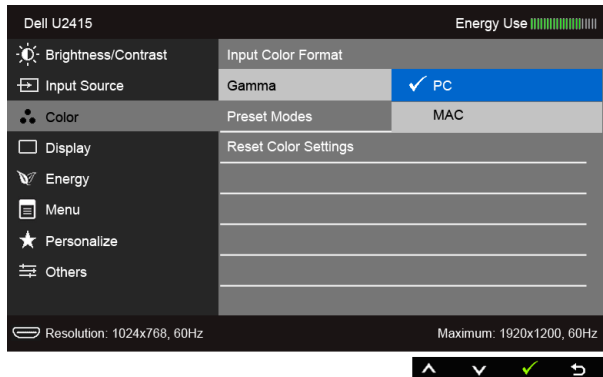 Dell U2415 Energy Use
Brightness/Contrast Input Color Format
Input Source Gamma PC
Color Preset Modes MAC
Display Reset Color Settings
Energy
Menu
Personalize
Others
Resolution: 1024x768, 60Hz Maximum: 1920x1200, 60Hz